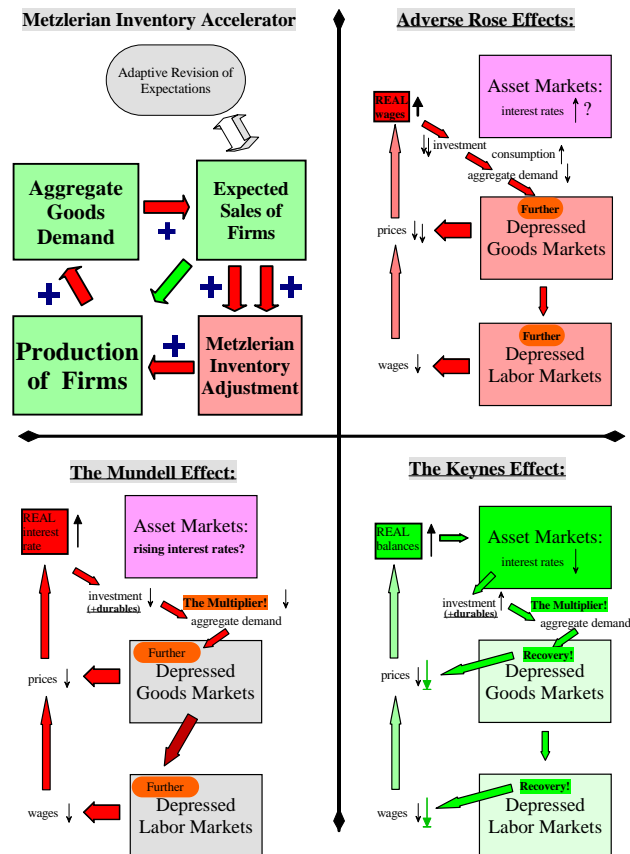 Metzlerian Inventory Accelerator
Adaptive Revision of
Expectations
Aggregate
Goods
Demand
Expected
Sales of
Firms
Production
of Firms
Metzlerian
Inventory
Adjustment
Adverse Rose Effects:
REAL
wages
Asset Markets:
interest rates ?
investment
consumption
aggregate demand
Further
Depressed
Goods Markets
prices
Further
Depressed
Labor Markets
wages
The Mundell Effect:
REAL
interest
rate
Asset Markets:
rising interest rates?
investment
(+durables)
The Multiplier!
aggregate demand
Further
Depressed
Goods Markets
prices
Further
Depressed
Labor Markets
wages
The Keynes Effect:
REAL
balances
Asset Markets:
interest rates
investment
(+durables)
The Multiplier!
aggregate demand
Recovery!
Depressed
Goods Markets
prices
Recovery!
Depressed
Labor Markets
wages